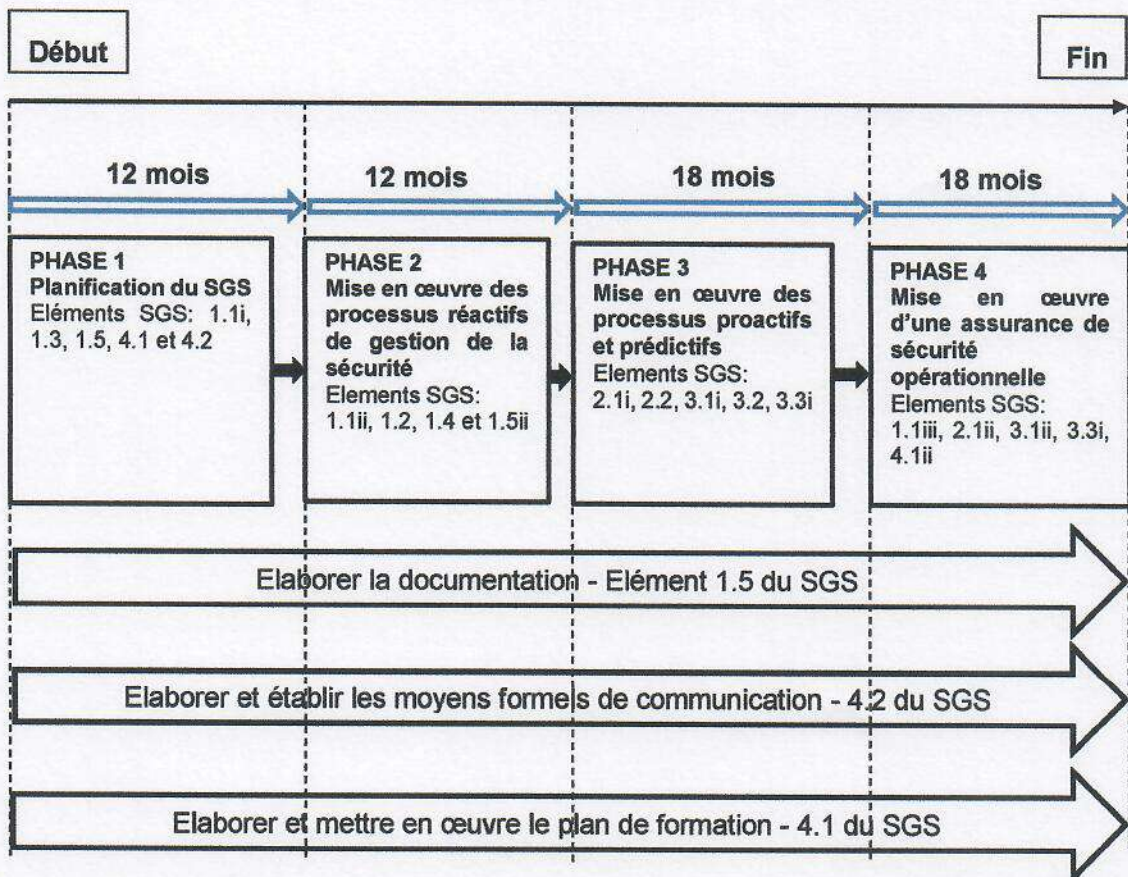 Début
Fin
12 mois
12 mois
18 mois
18 mois
PHASE 1
Planification du SGS
Eléments SGS: 1.1i,
1.3, 1.5, 4.1 et 4.2
PHASE 2
Mise en œuvre des
processus réactifs
de gestion de la
sécurité
Elements SGS:
1.1ii, 1.2, 1.4 et 1.5ii
PHASE 3
Mise en œuvre des
processus proactifs
et prédictifs
Elements SGS:
2.1i, 2.2, 3.1i, 3.2, 3.3i
PHASE 4
Mise en œuvre
d'une assurance de
sécurité
opérationnelle
Elements SGS:
1.1iii, 2.1ii, 3.1ii, 3.3i,
4.1ii
Elaborer la documentation - Elément 1.5 du SGS
Elaborer et établir les moyens formels de communication - 4.2 du SGS
Elaborer et mettre en œuvre le plan de formation - 4.1 du SGS